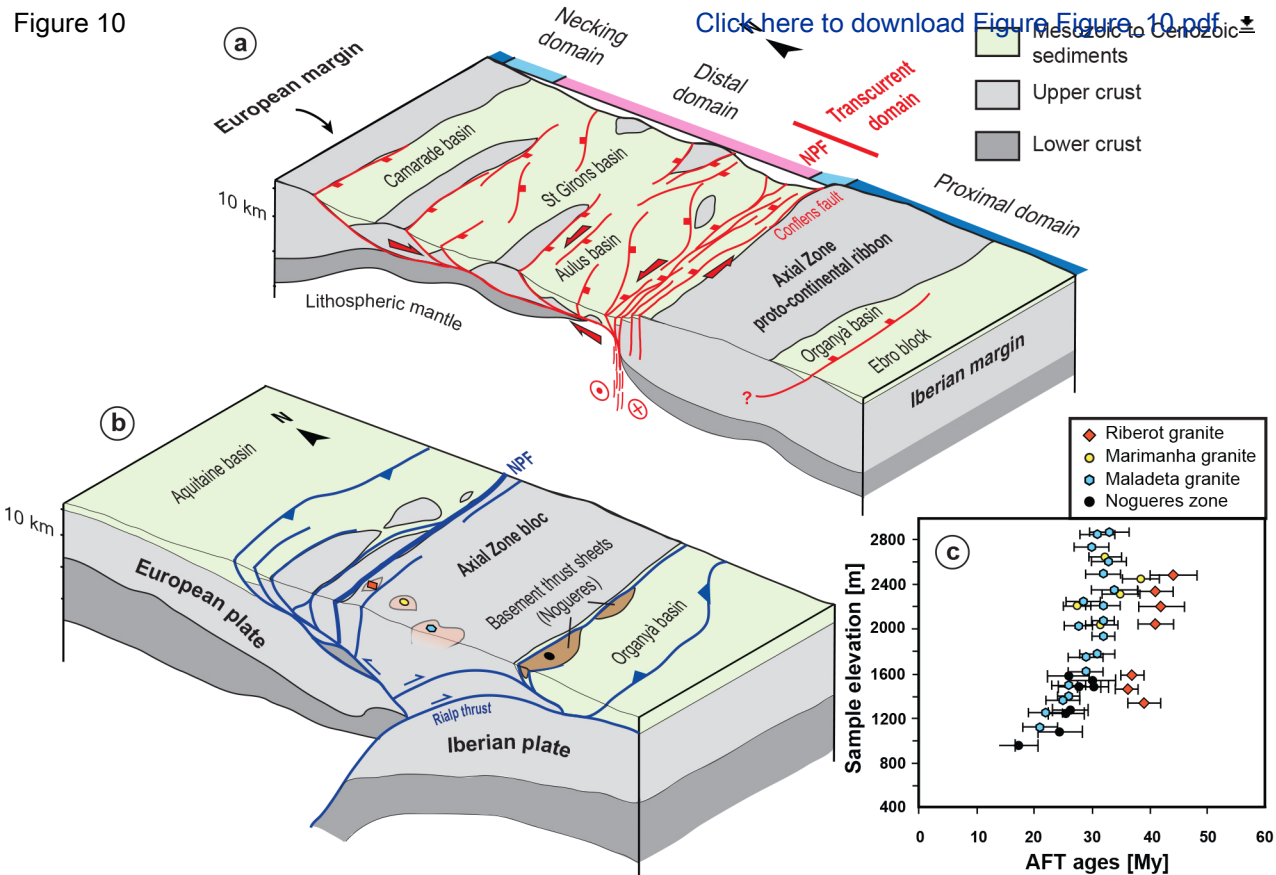 Figure 10
Click here to download Figure Figure_10.pdf
a
European margin
Necking
domain
Distal
domain
N
Transcurrent
domain
NPF
Proximal domain
Mesozoic to Cenozoic
sediments
Upper crust
Lower crust
10 km
Camarade basin
St Girons basin
Aulus basin
Conflens fault
Axial Zone
proto-continental ribbon
Organyà basin
Ebro block
Iberian margin
Lithospheric mantle
?
b
N
Aquitaine basin
NPF
10 km
European plate
Axial Zone bloc
Basement thrust sheets
(Nogueres)
Organyà basin
Rialp thrust
Iberian plate
Riberot granite
Marimanha granite
Maladeta granite
Nogueres zone
c
Sample elevation [m]
2800
2400
2000
1600
1200
800
400
0 10 20 30 40 50 60
AFT ages [My]